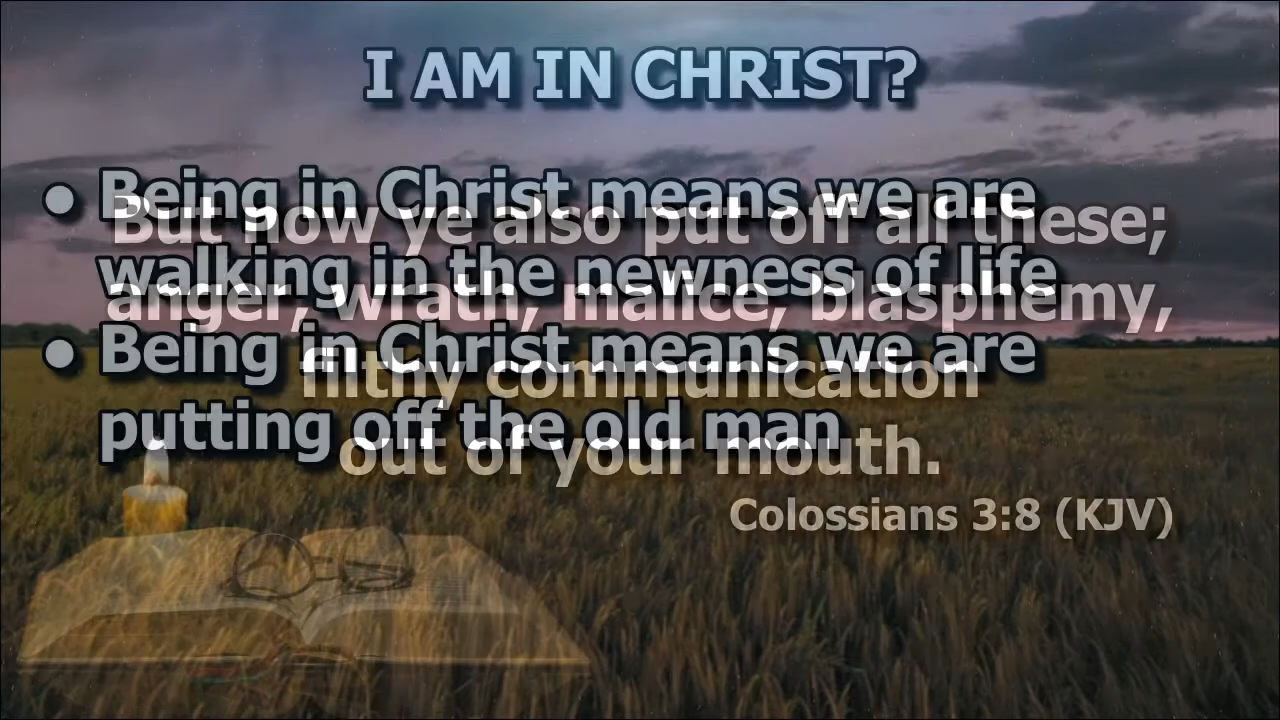 I AM IN CHRIST?
• Being in Christ means we are
walking in the newness of life
• Being in Christ means we are
putting off the old man
But now ye also put off all these;
anger, wrath, malice, blasphemy,
filthy communication
out of your mouth.
Colossians 3:8 (KJV)